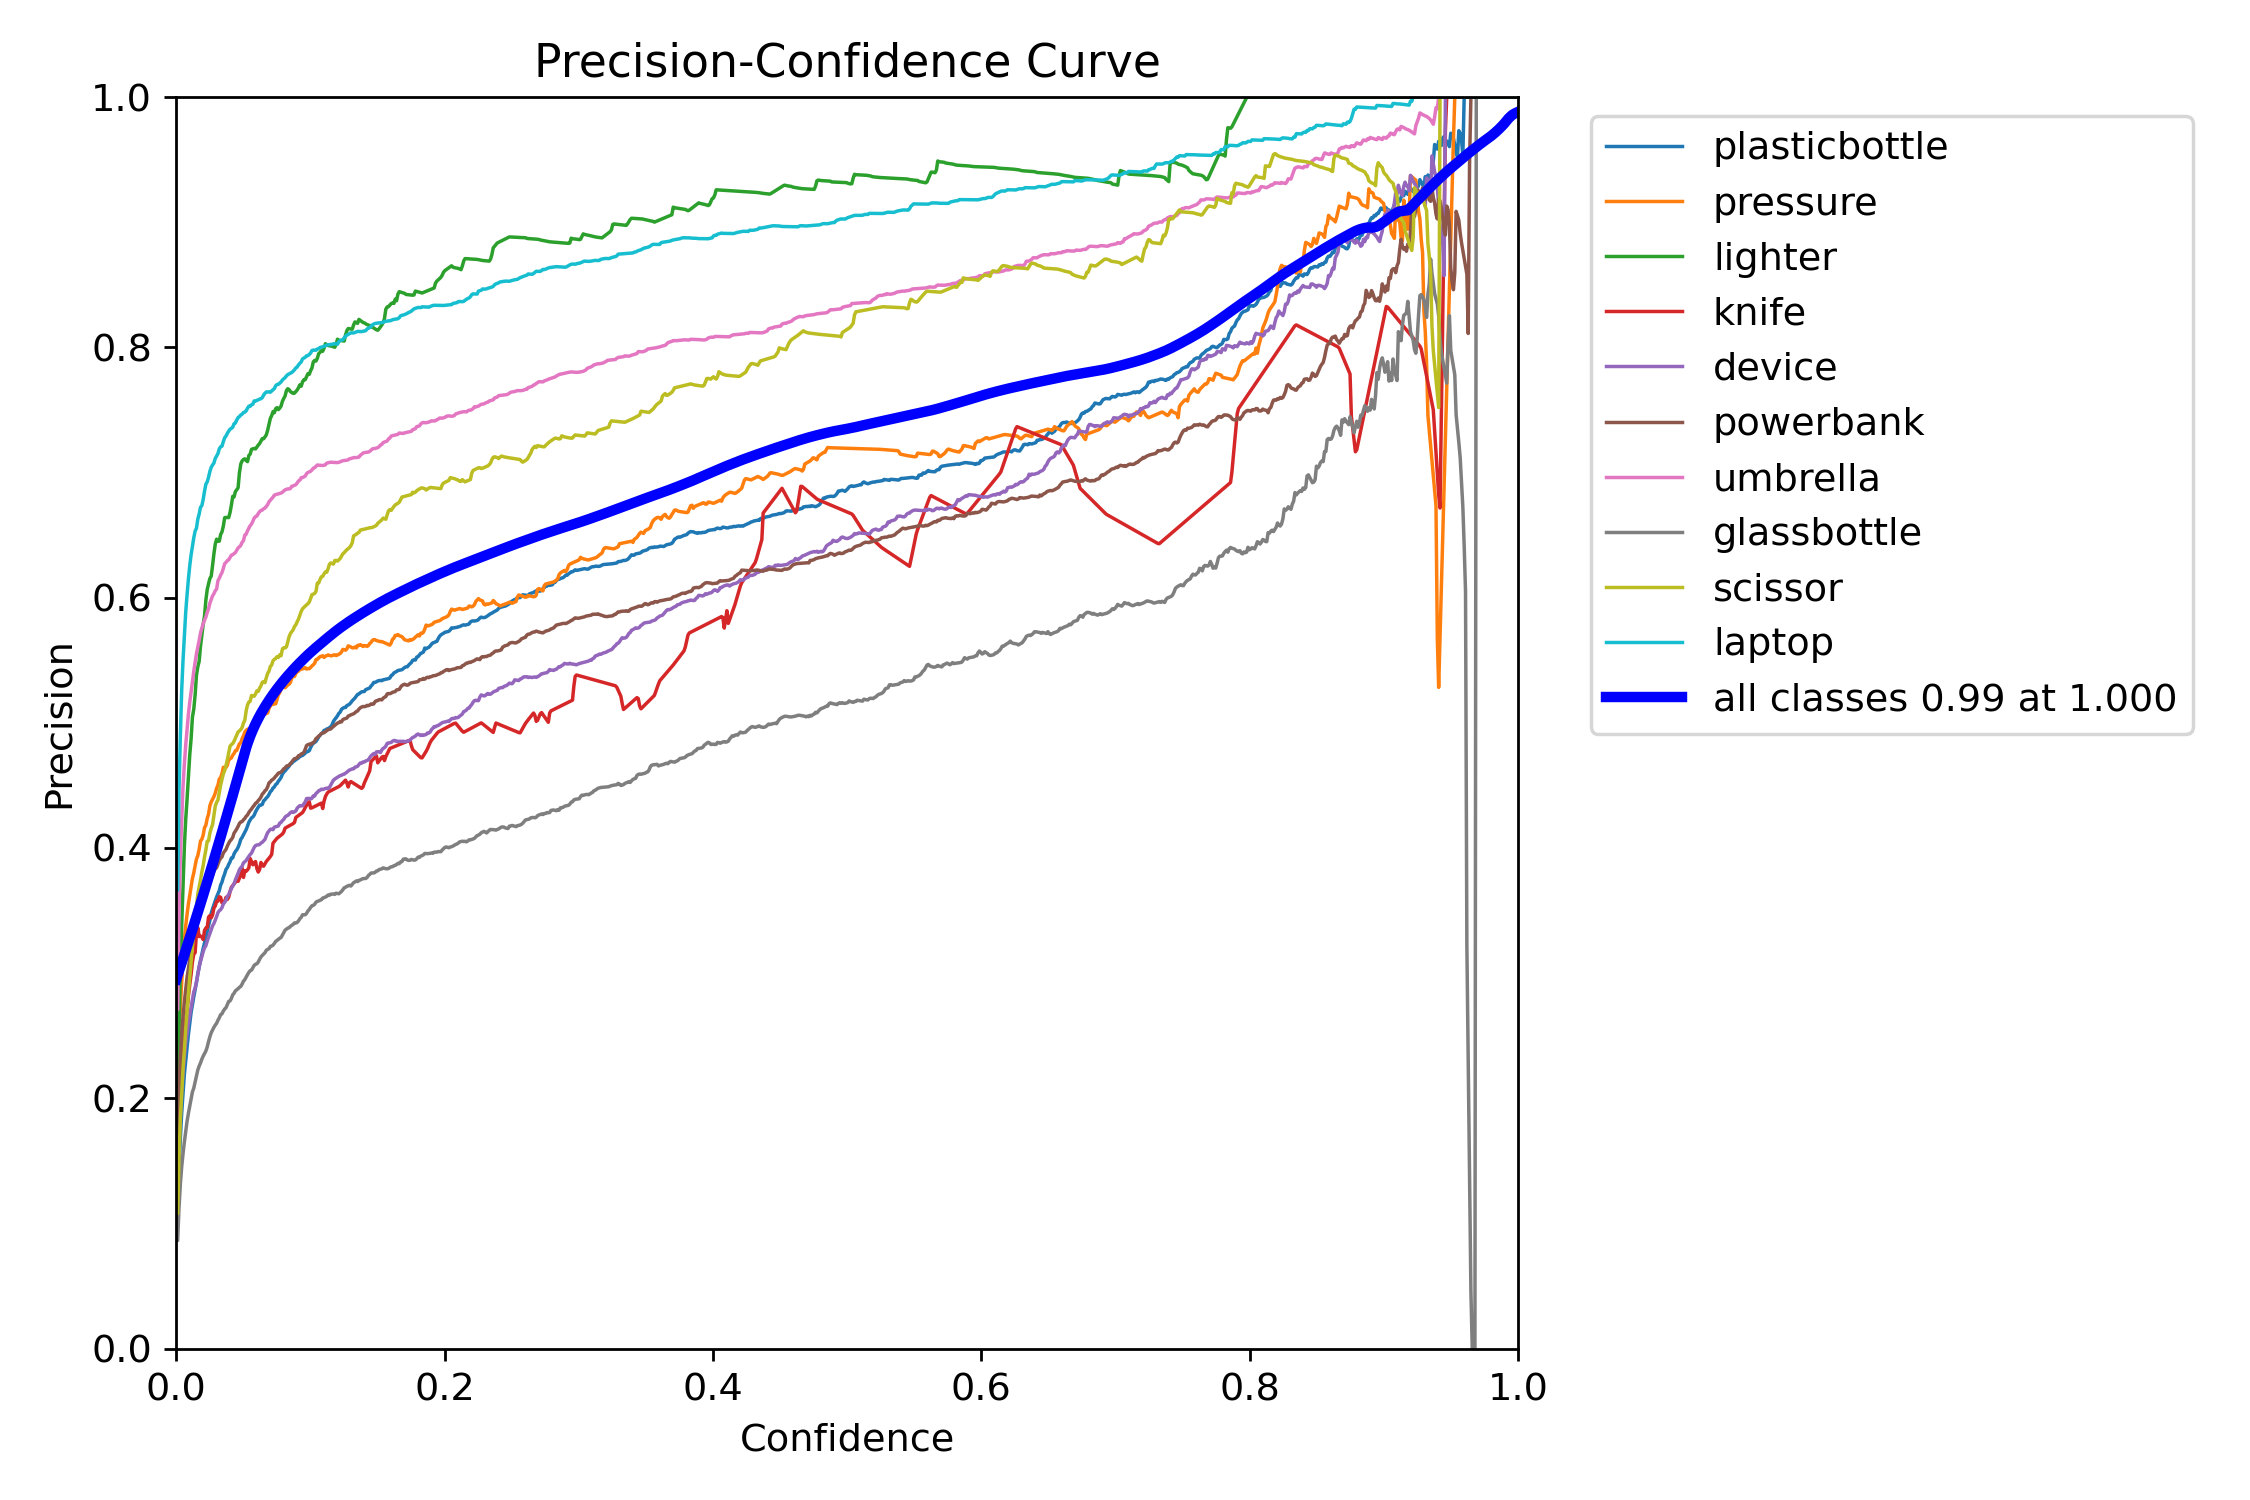 Precision-Confidence Curve
1.0
0.8
0.6
0.4
0.2
0.0
Precision
0.0 0.2 0.4 0.6 0.8 1.0
Confidence
plasticbottle
pressure
lighter
knife
device
powerbank
umbrella
glassbottle
scissor
laptop
all classes 0.99 at 1.000